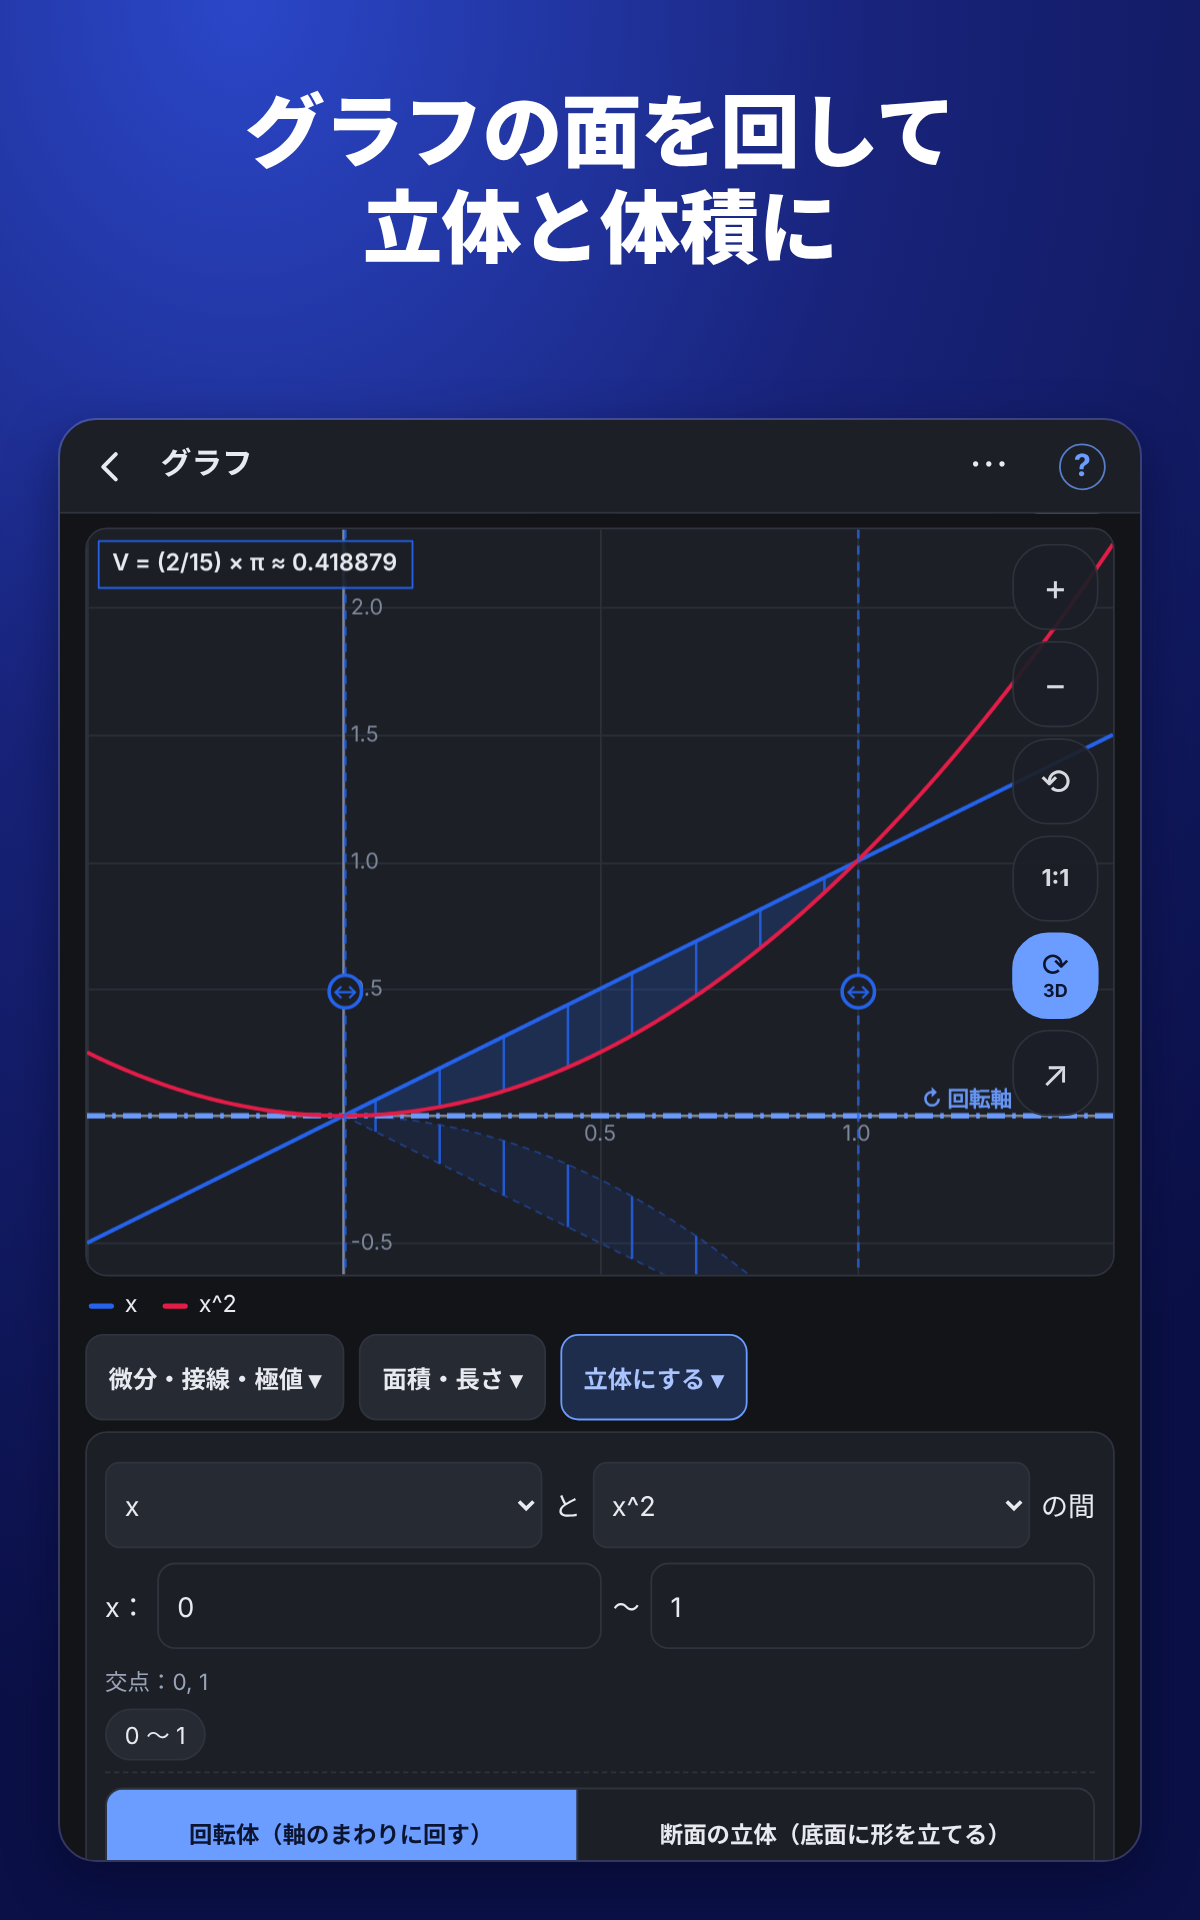 グラフの面を回して
立体と体積に
グラフ
?
V = (2/15) × π ≈ 0.418879
2.0
1.5
1.0
.5
-0.5
0.5
1.0
+
−
1:1
3D
回転軸
x
x^2
微分・接線・極値 ▾
面積・長さ ▾
立体にする ▾
x と x^2 の間
x： 0 〜 1
交点：0, 1
0 〜 1
回転体（軸のまわりに回す）
断面の立体（底面に形を立てる）